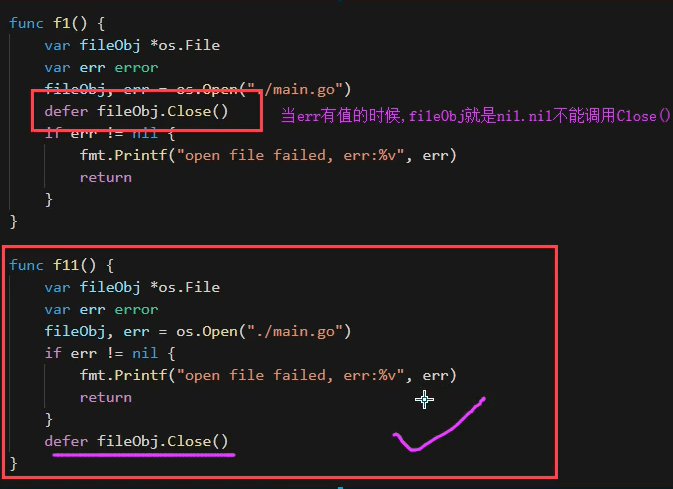 func f1() {
    var fileObj *os.File
    var err error
    fileObj, err = os.Open("./main.go")
    defer fileObj.Close() 当err有值的时候,fileObj就是nil.nil不能调用Close()
    if err != nil {
        fmt.Printf("open file failed, err:%v", err)
        return
    }
}
func f11() {
    var fileObj *os.File
    var err error
    fileObj, err = os.Open("./main.go")
    if err != nil {
        fmt.Printf("open file failed, err:%v", err)
        return
    }
    defer fileObj.Close()
}